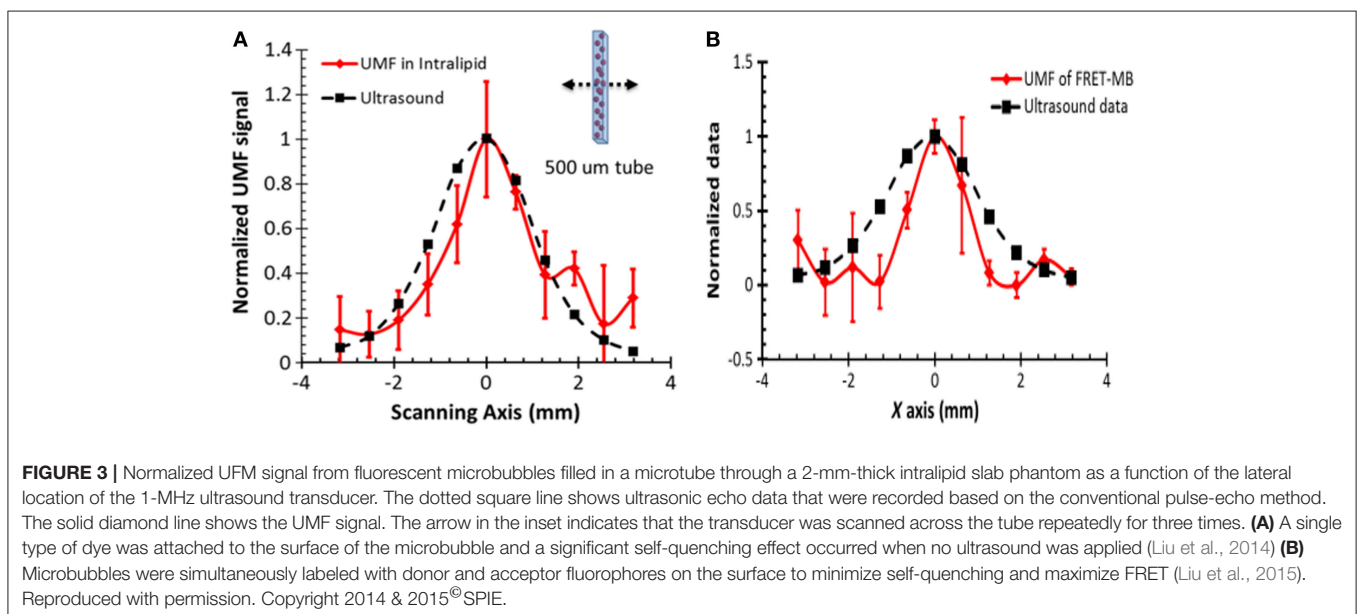 A
1.4
1.2
1
0.8
0.6
0.4
0.2
0
-4
-2
0
2
4
Normalized UMF signal
Scanning Axis (mm)
UMF in Intralipid
Ultrasound
500 um tube
B
1.5
1
0.5
0
-0.5
-4
-2
0
2
4
Normalized data
X axis (mm)
UMF of FRET-MB
Ultrasound data
FIGURE 3 | Normalized UFM signal from fluorescent microbubbles filled in a microtube through a 2-mm-thick intralipid slab phantom as a function of the lateral
location of the 1-MHz ultrasound transducer. The dotted square line shows ultrasonic echo data that were recorded based on the conventional pulse-echo method.
The solid diamond line shows the UMF signal. The arrow in the inset indicates that the transducer was scanned across the tube repeatedly for three times. (A) A single
type of dye was attached to the surface of the microbubble and a significant self-quenching effect occurred when no ultrasound was applied (Liu et al., 2014) (B)
Microbubbles were simultaneously labeled with donor and acceptor fluorophores on the surface to minimize self-quenching and maximize FRET (Liu et al., 2015).
Reproduced with permission. Copyright 2014 & 2015©SPIE.